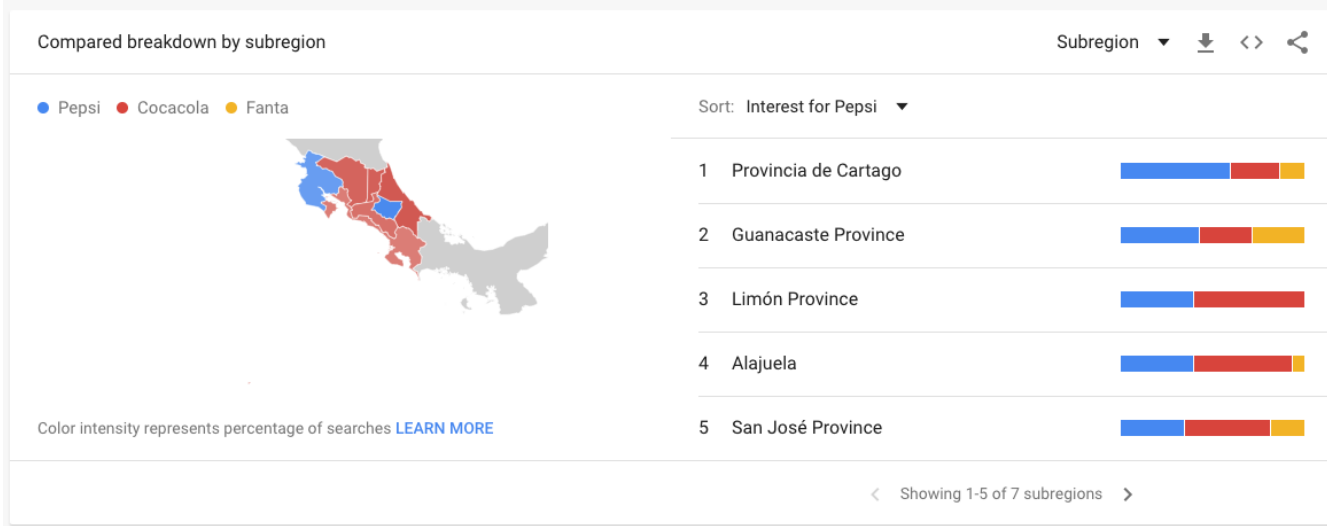 Compared breakdown by subregion
Subregion
Pepsi Cocacola Fanta
Sort: Interest for Pepsi
1 Provincia de Cartago
2 Guanacaste Province
3 Limón Province
4 Alajuela
5 San José Province
Color intensity represents percentage of searches LEARN MORE
Showing 1-5 of 7 subregions